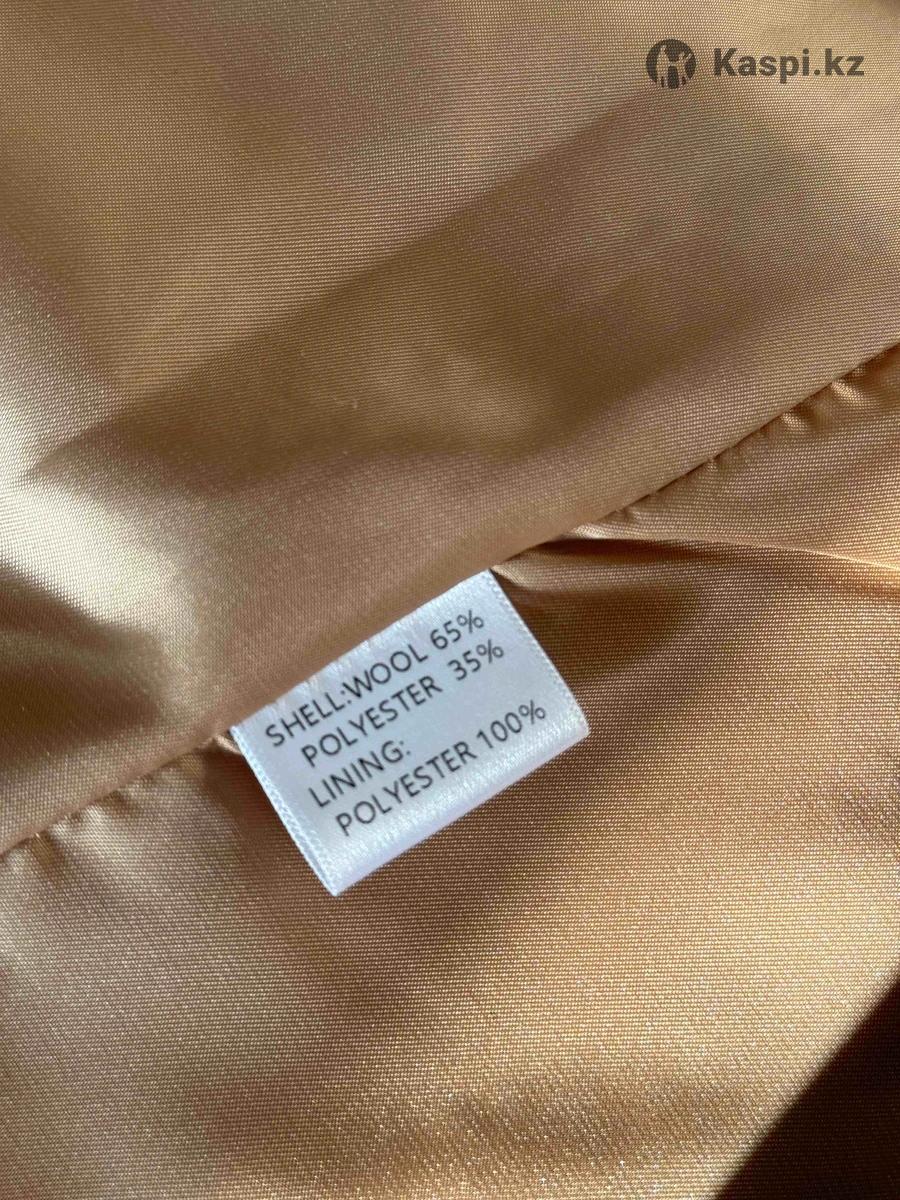 Kaspi.kz
SHELL:WOOL 65%
POLYESTER 35%
LINING:
POLYESTER 100%